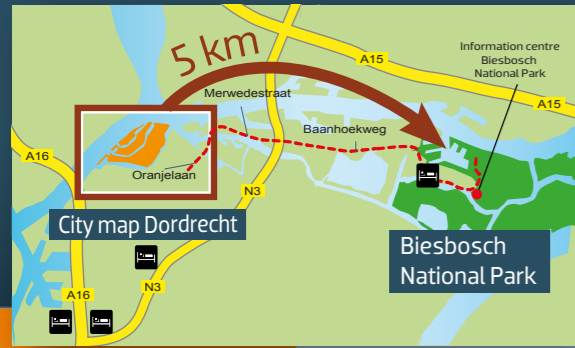 5 km
Information centre
Biesbosch
National Park
A15
A15
Merwedestraat
Baanhoekweg
A16
Oranjelaan
N3
City map Dordrecht
Biesbosch
National Park
A16
N3